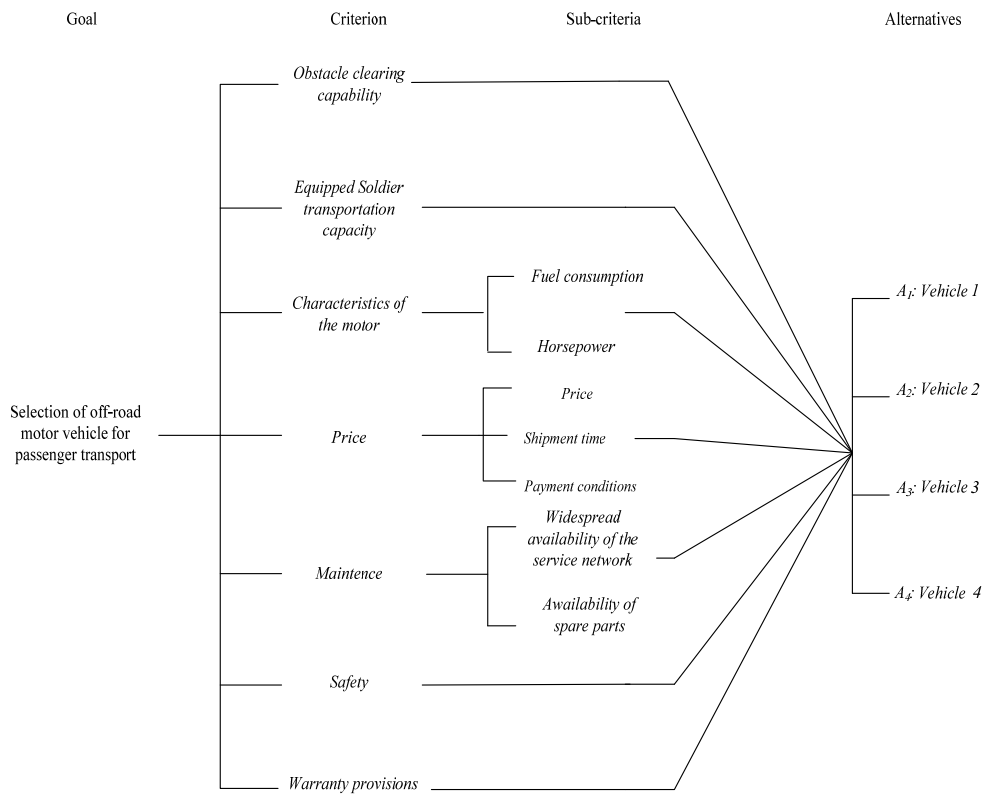 Goal
Criterion
Sub-criteria
Alternatives
Obstacle clearing
capability
Equipped Soldier
transportation
capacity
Fuel consumption
Characteristics of
the motor
Horsepower
Selection of off-road
motor vehicle for
passenger transport
Price
Price
Shipment time
Payment conditions
Maintence
Widespread
availability of the
service network
Awailability of
spare parts
Safety
Warranty provisions
A₁: Vehicle 1
A₂: Vehicle 2
A₃: Vehicle 3
A₄: Vehicle 4